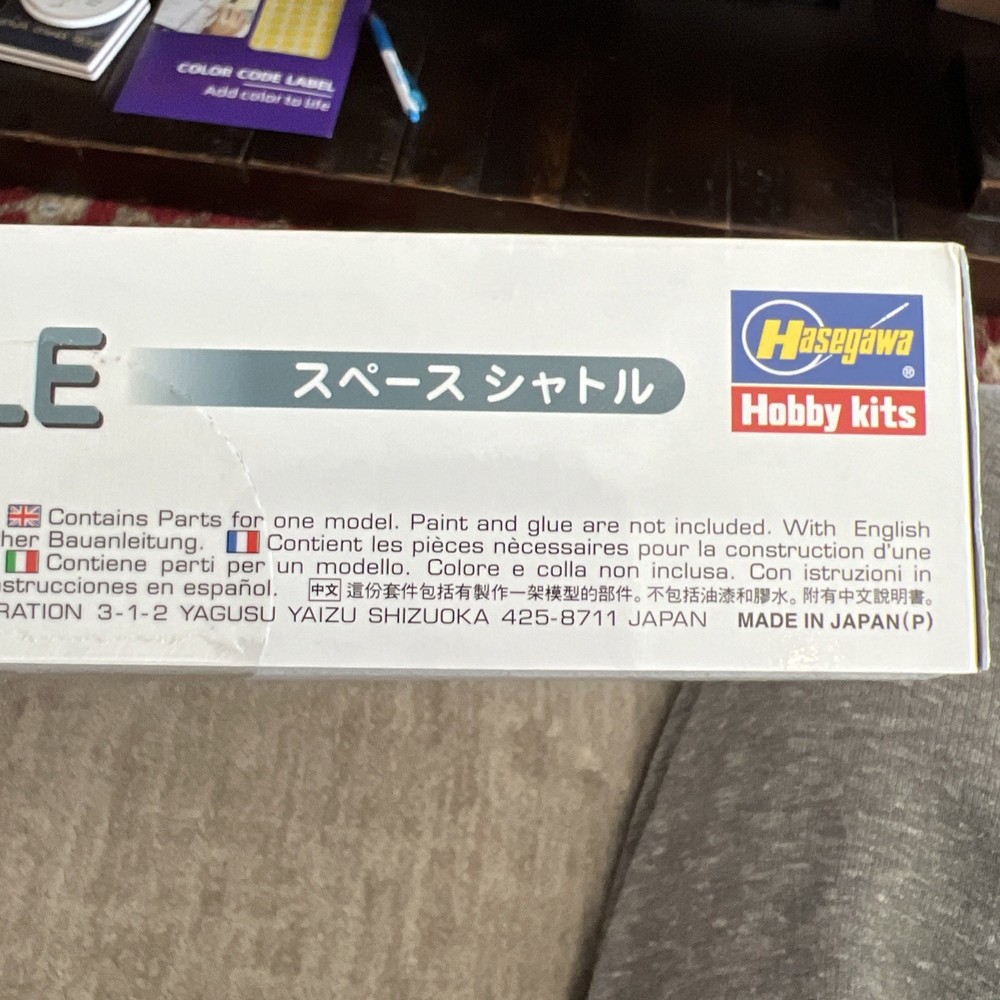 COLOR CODE LABEL
Add color to life
LE
スペース シャトル
Hasegawa
®
Hobby kits
Contains Parts for one model. Paint and glue are not included. With English
her Bauanleitung. Contient les pièces nècessaires pour la construction d'une
Contiene parti per un modello. Colore e colla non inclusa. Con istruzioni in
strucciones en español. 中文 這份套件包括有製作一架模型的部件。不包括油漆和膠水。附有中文說明書。
RATION 3-1-2 YAGUSU YAIZU SHIZUOKA 425-8711 JAPAN MADE IN JAPAN(P)